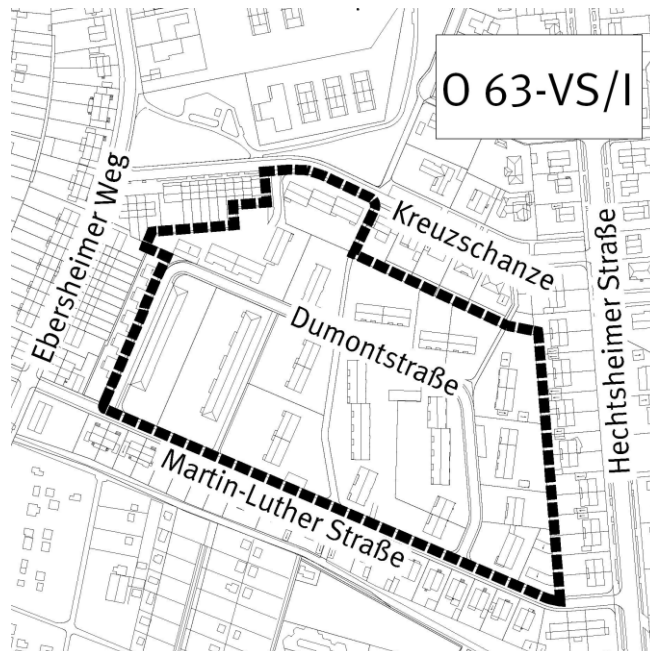 O 63-VS/I
Ebersheimer Weg
Kreuzschanze
Dumontstraße
Hechtsheimer Straße
Martin-Luther Straße